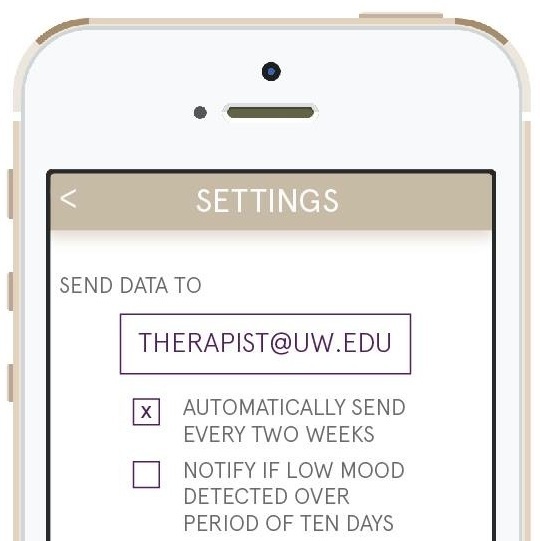 < SETTINGS
SEND DATA TO
THERAPIST@UW.EDU
X AUTOMATICALLY SEND
EVERY TWO WEEKS
NOTIFY IF LOW MOOD
DETECTED OVER
PERIOD OF TEN DAYS